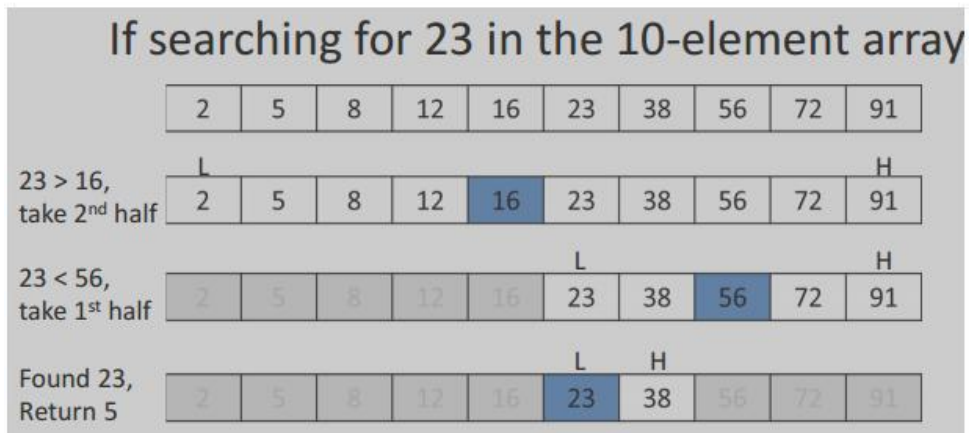 If searching for 23 in the 10-element array
2 5 8 12 16 23 38 56 72 91
L H
23 > 16,
take 2nd half
2 5 8 12 16 23 38 56 72 91
L H
23 < 56,
take 1st half
2 5 8 12 16 23 38 56 72 91
L H
Found 23,
Return 5
2 5 8 12 16 23 38 56 72 91